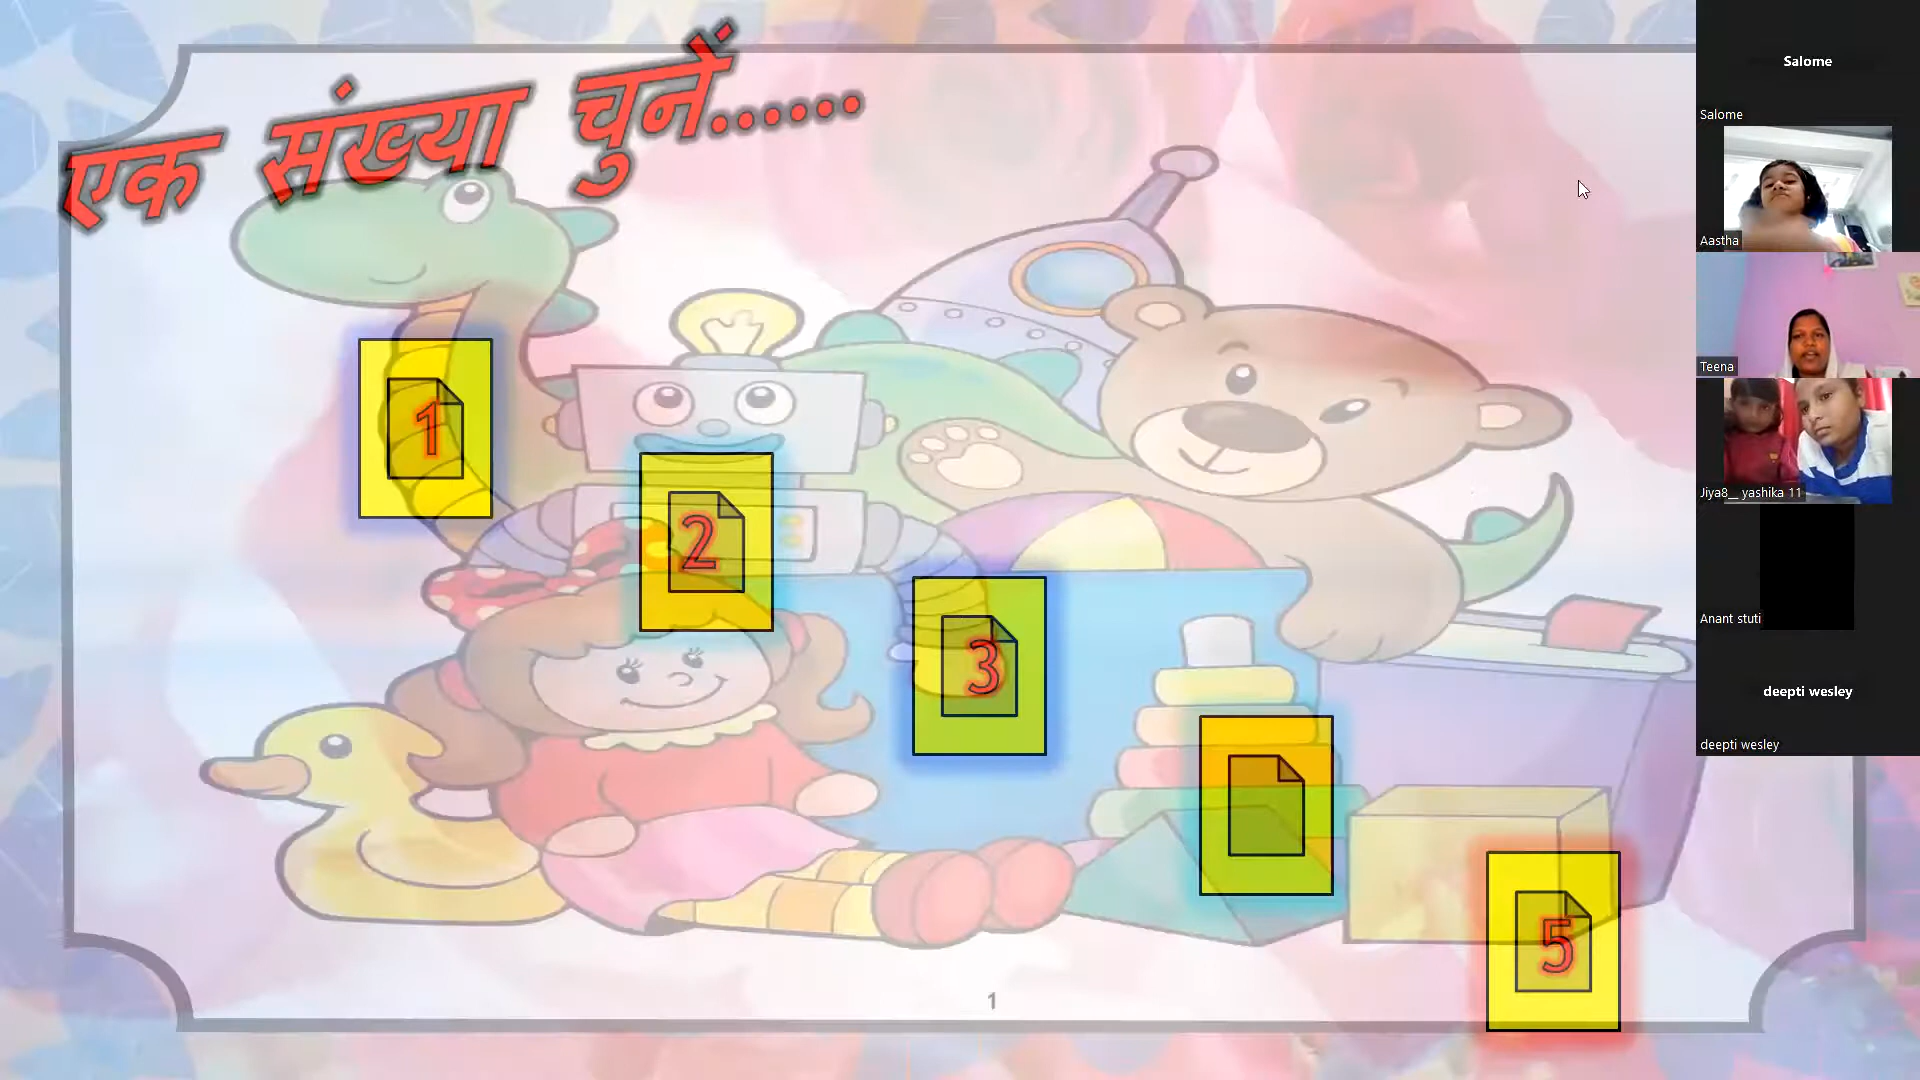 एक संख्या चुनें......
1
2
3
5
1
Salome
Salome
Aastha
Teena
Jiya8__ yashika 11
Anant stuti
deepti wesley
deepti wesley